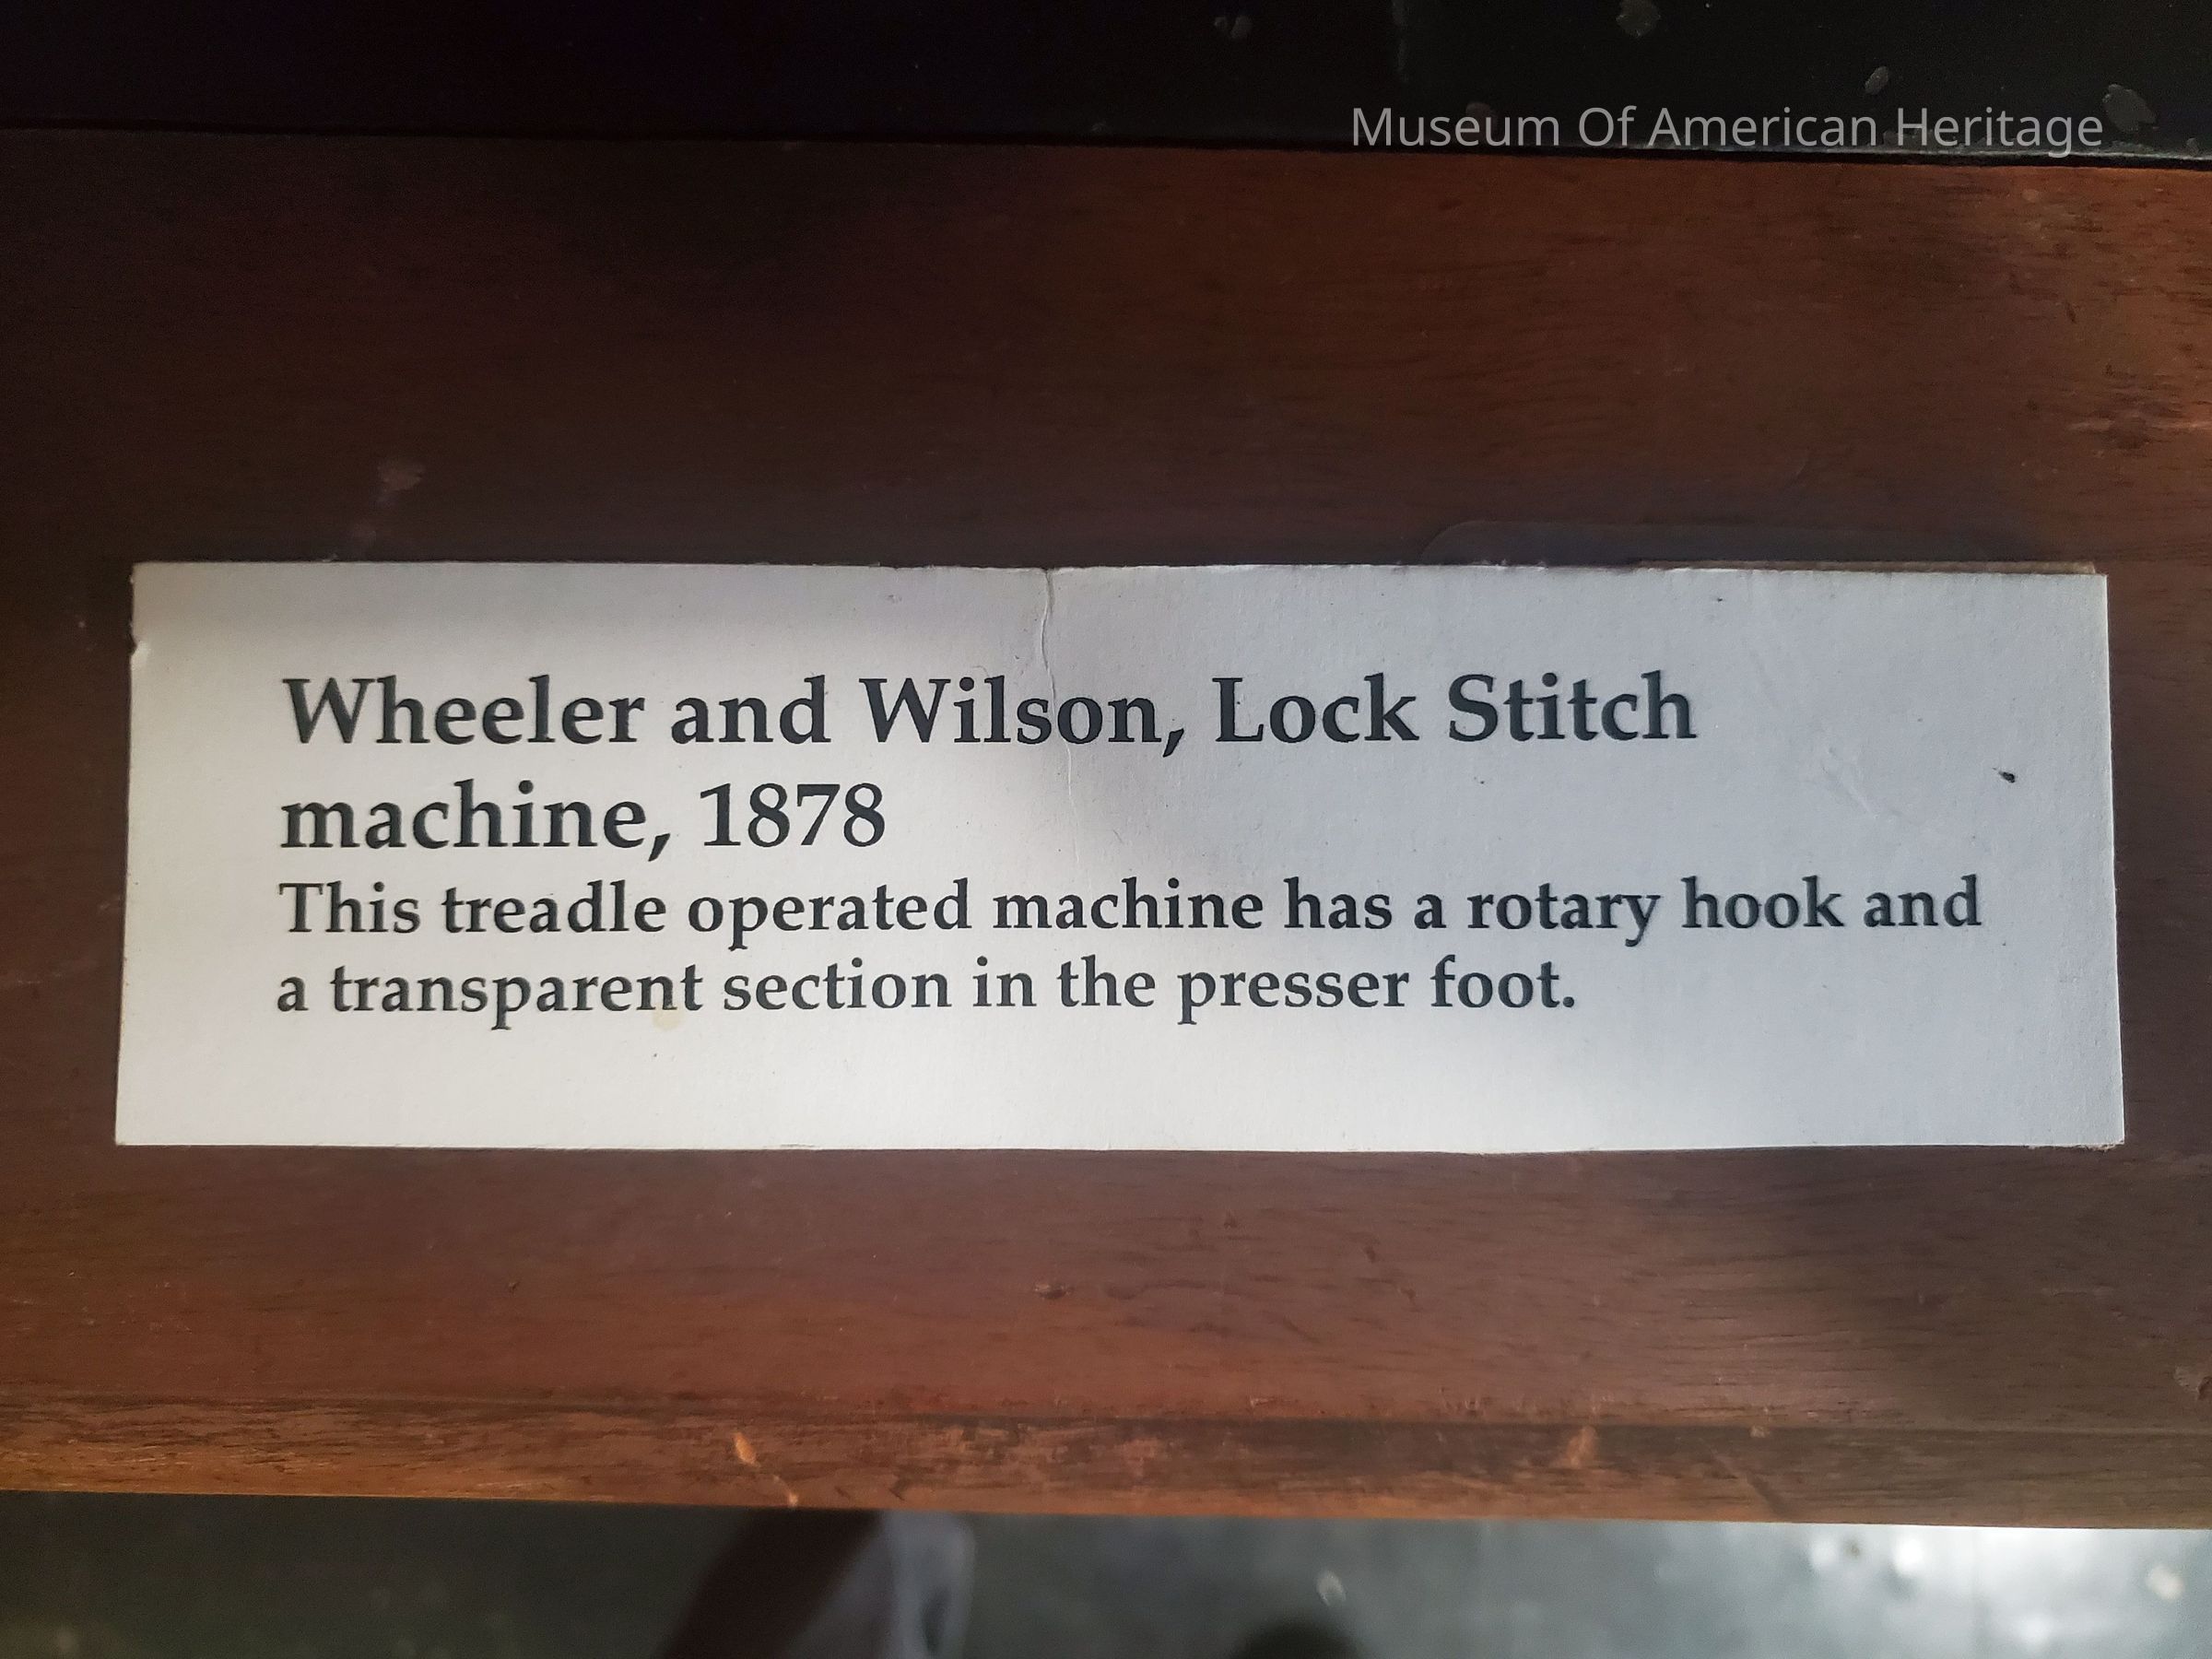 Museum Of American Heritage
Wheeler and Wilson, Lock Stitch
machine, 1878
This treadle operated machine has a rotary hook and
a transparent section in the presser foot.